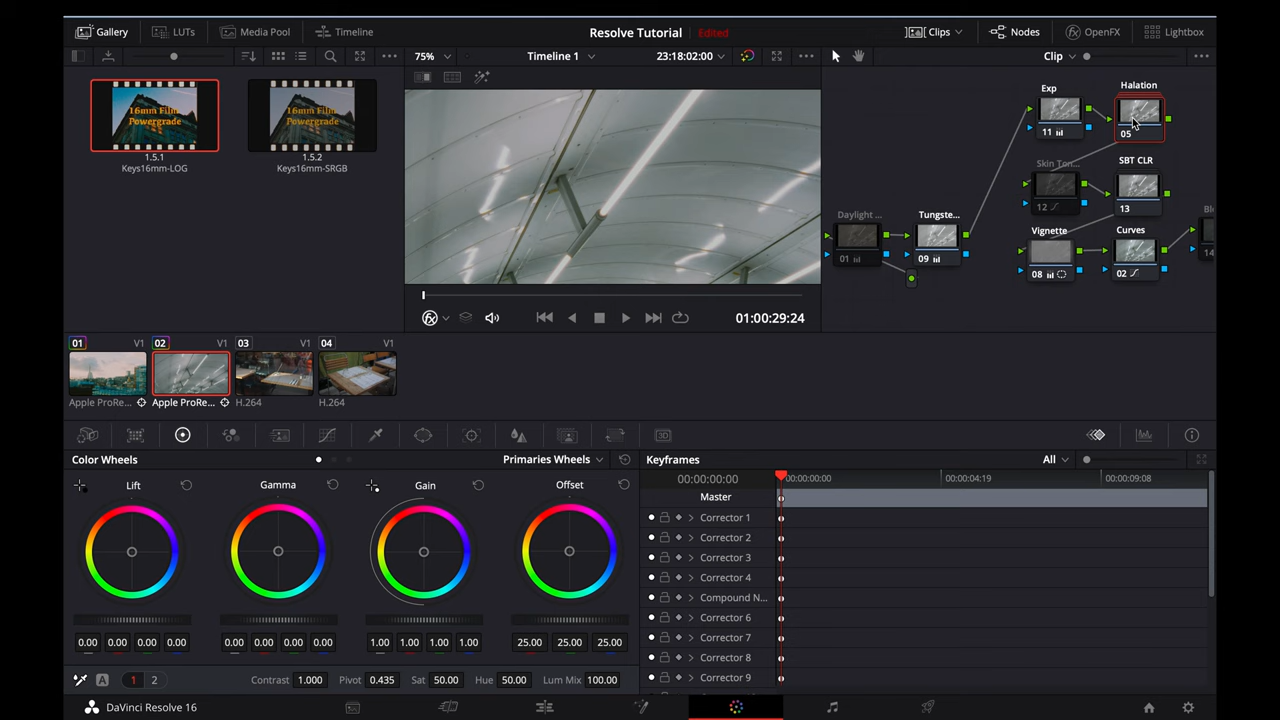 Gallery
LUTs
Media Pool
Timeline
Resolve Tutorial
Edited
Clips
Nodes
OpenFX
Lightbox
75%
Timeline 1
23:18:02:00
Clip
16mm Film
Powergrade
1.5.1
Keys16mm-LOG
16mm Film
Powergrade
1.5.2
Keys16mm-SRGB
Exp
11
Halation
05
Skin Ton...
12
SBT CLR
13
Daylight ...
01
Tungste...
09
Vignette
08
Curves
02
14
01:00:29:24
01 V1
Apple ProRe...
02 V1
Apple ProRe...
03 V1
H.264
04 V1
H.264
Color Wheels
Primaries Wheels
Lift
Gamma
Gain
Offset
0.00 0.00 0.00 0.00
0.00 0.00 0.00 0.00
1.00 1.00 1.00 1.00
25.00 25.00 25.00
A 1 2
Contrast 1.000
Pivot 0.435
Sat 50.00
Hue 50.00
Lum Mix 100.00
Keyframes
All
00:00:00:00
00:00:00:00
00:00:04:19
00:00:09:08
Master
Corrector 1
Corrector 2
Corrector 3
Corrector 4
Compound N...
Corrector 6
Corrector 7
Corrector 8
Corrector 9
DaVinci Resolve 16